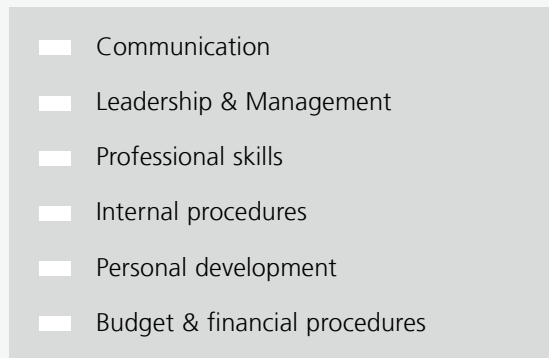 Communication
Leadership & Management
Professional skills
Internal procedures
Personal development
Budget & financial procedures